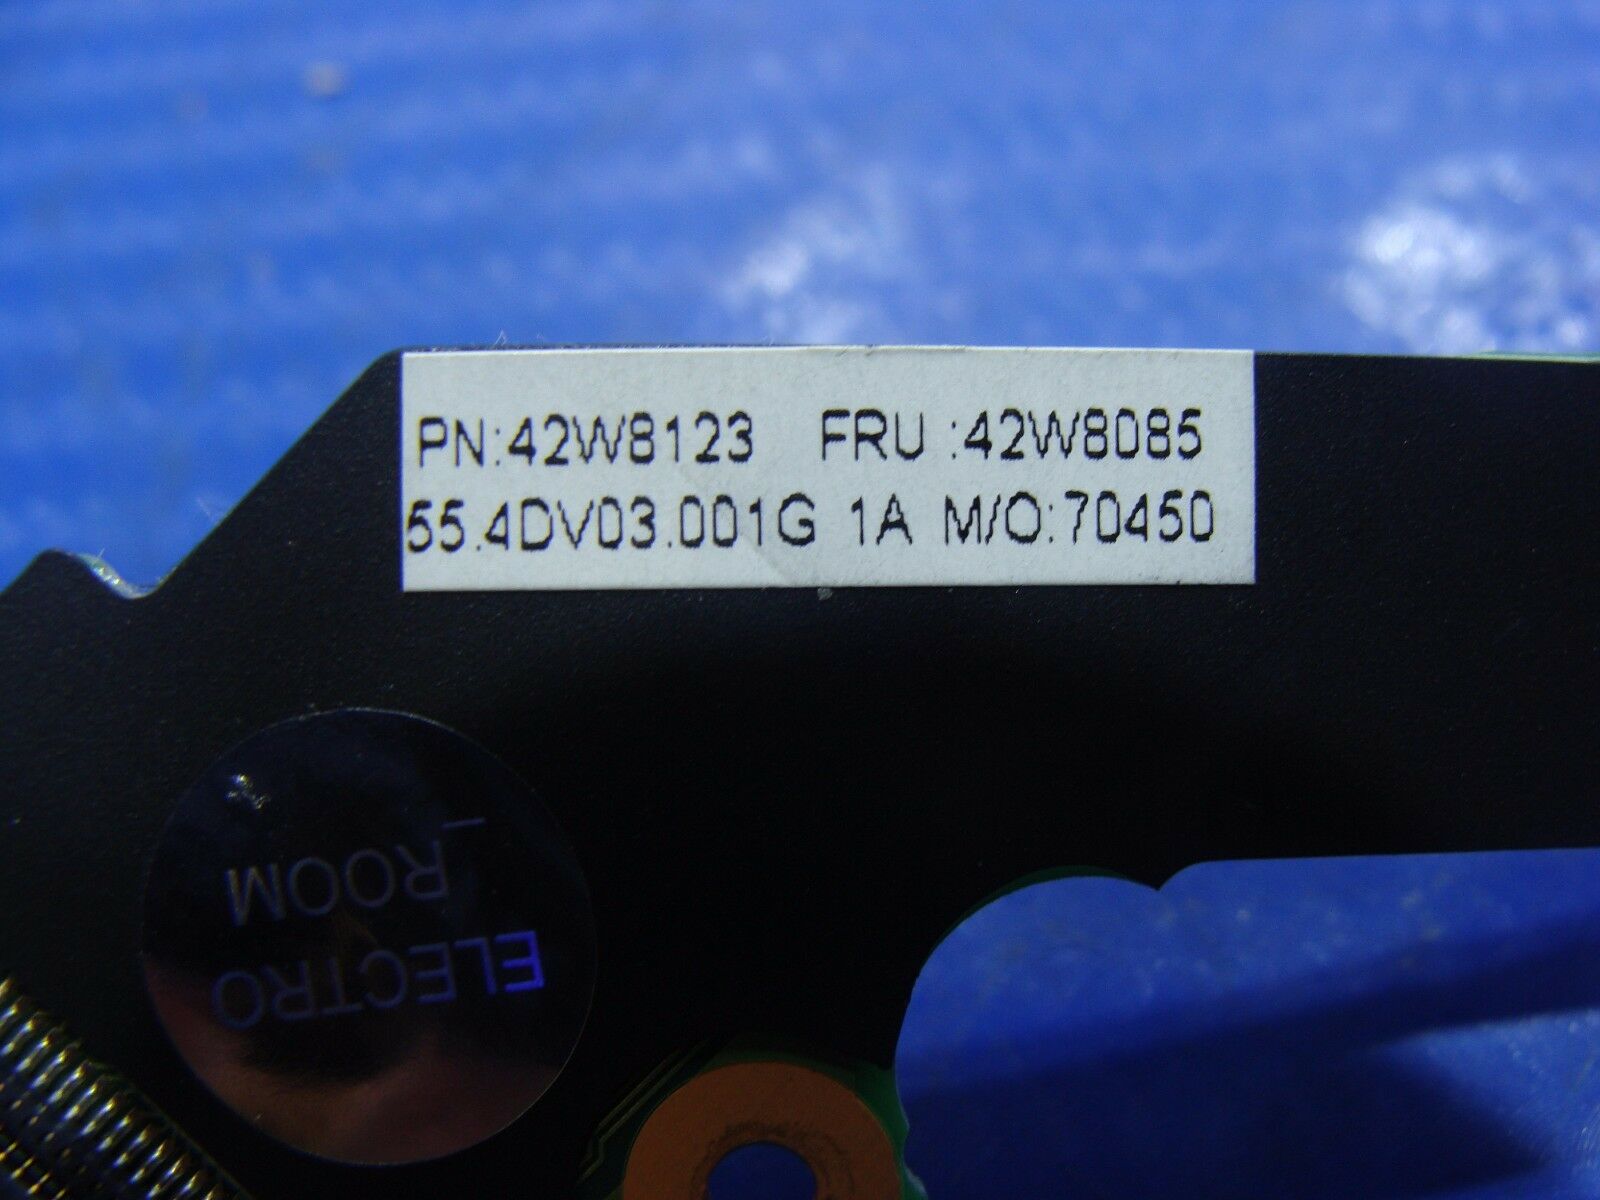 PN:42W8123 FRU :42W8085
55.4DV03.001G 1A M/O:70450
ELECTRO
_ROOM